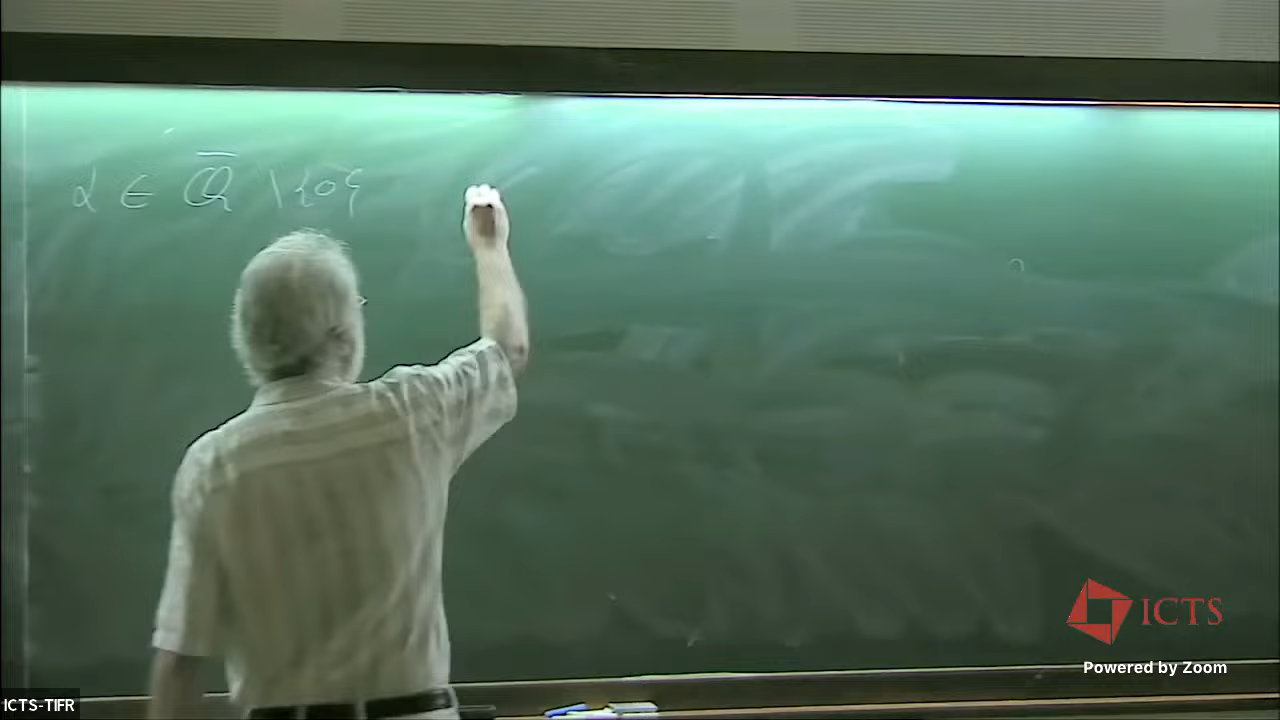 α ∈ ℚ̅ \ {0}
ICTS
Powered by Zoom
ICTS-TIFR